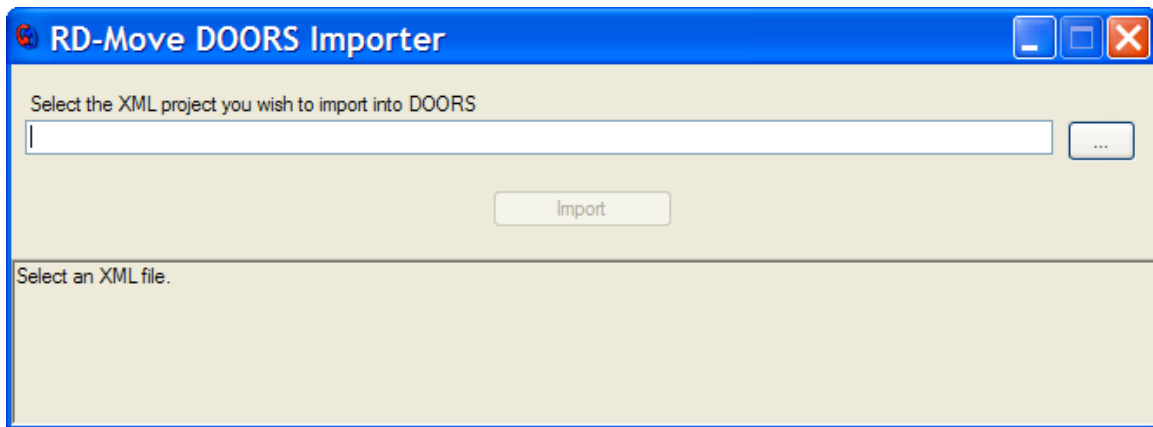 RD-Move DOORS Importer
Select the XML project you wish to import into DOORS
...
Import
Select an XML file.